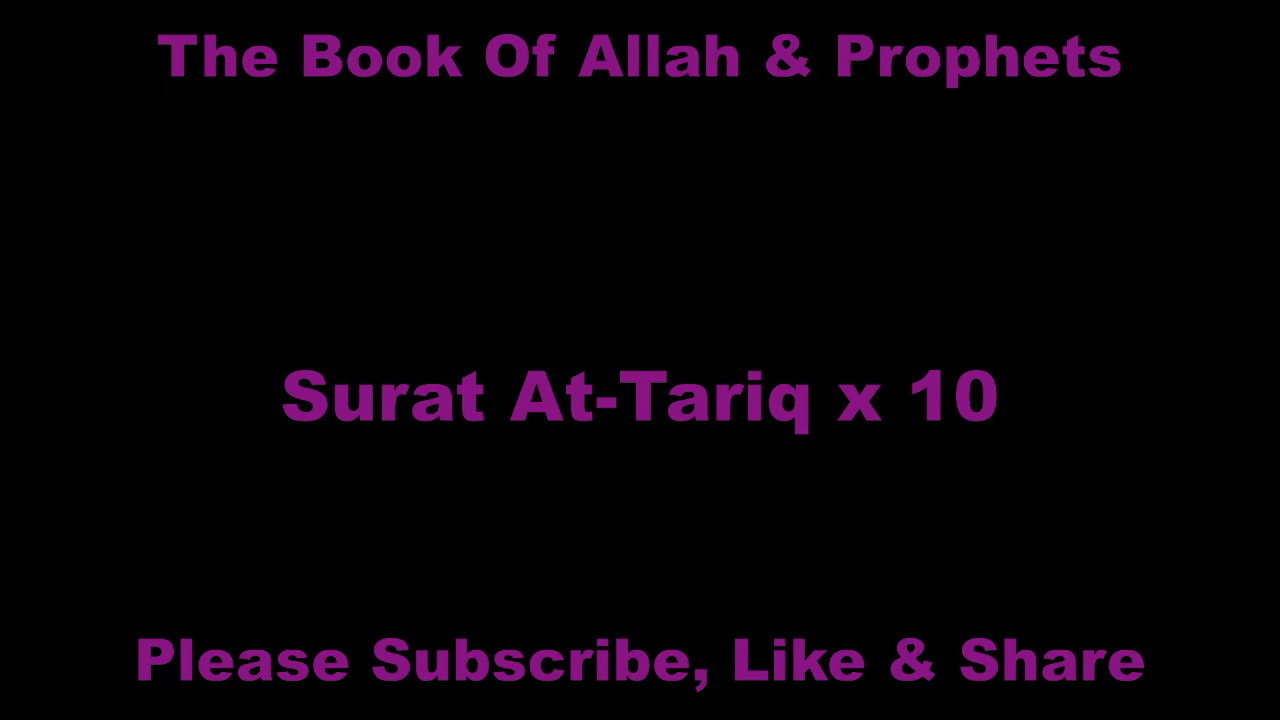 The Book Of Allah & Prophets
Surat At-Tariq x 10
Please Subscribe, Like & Share